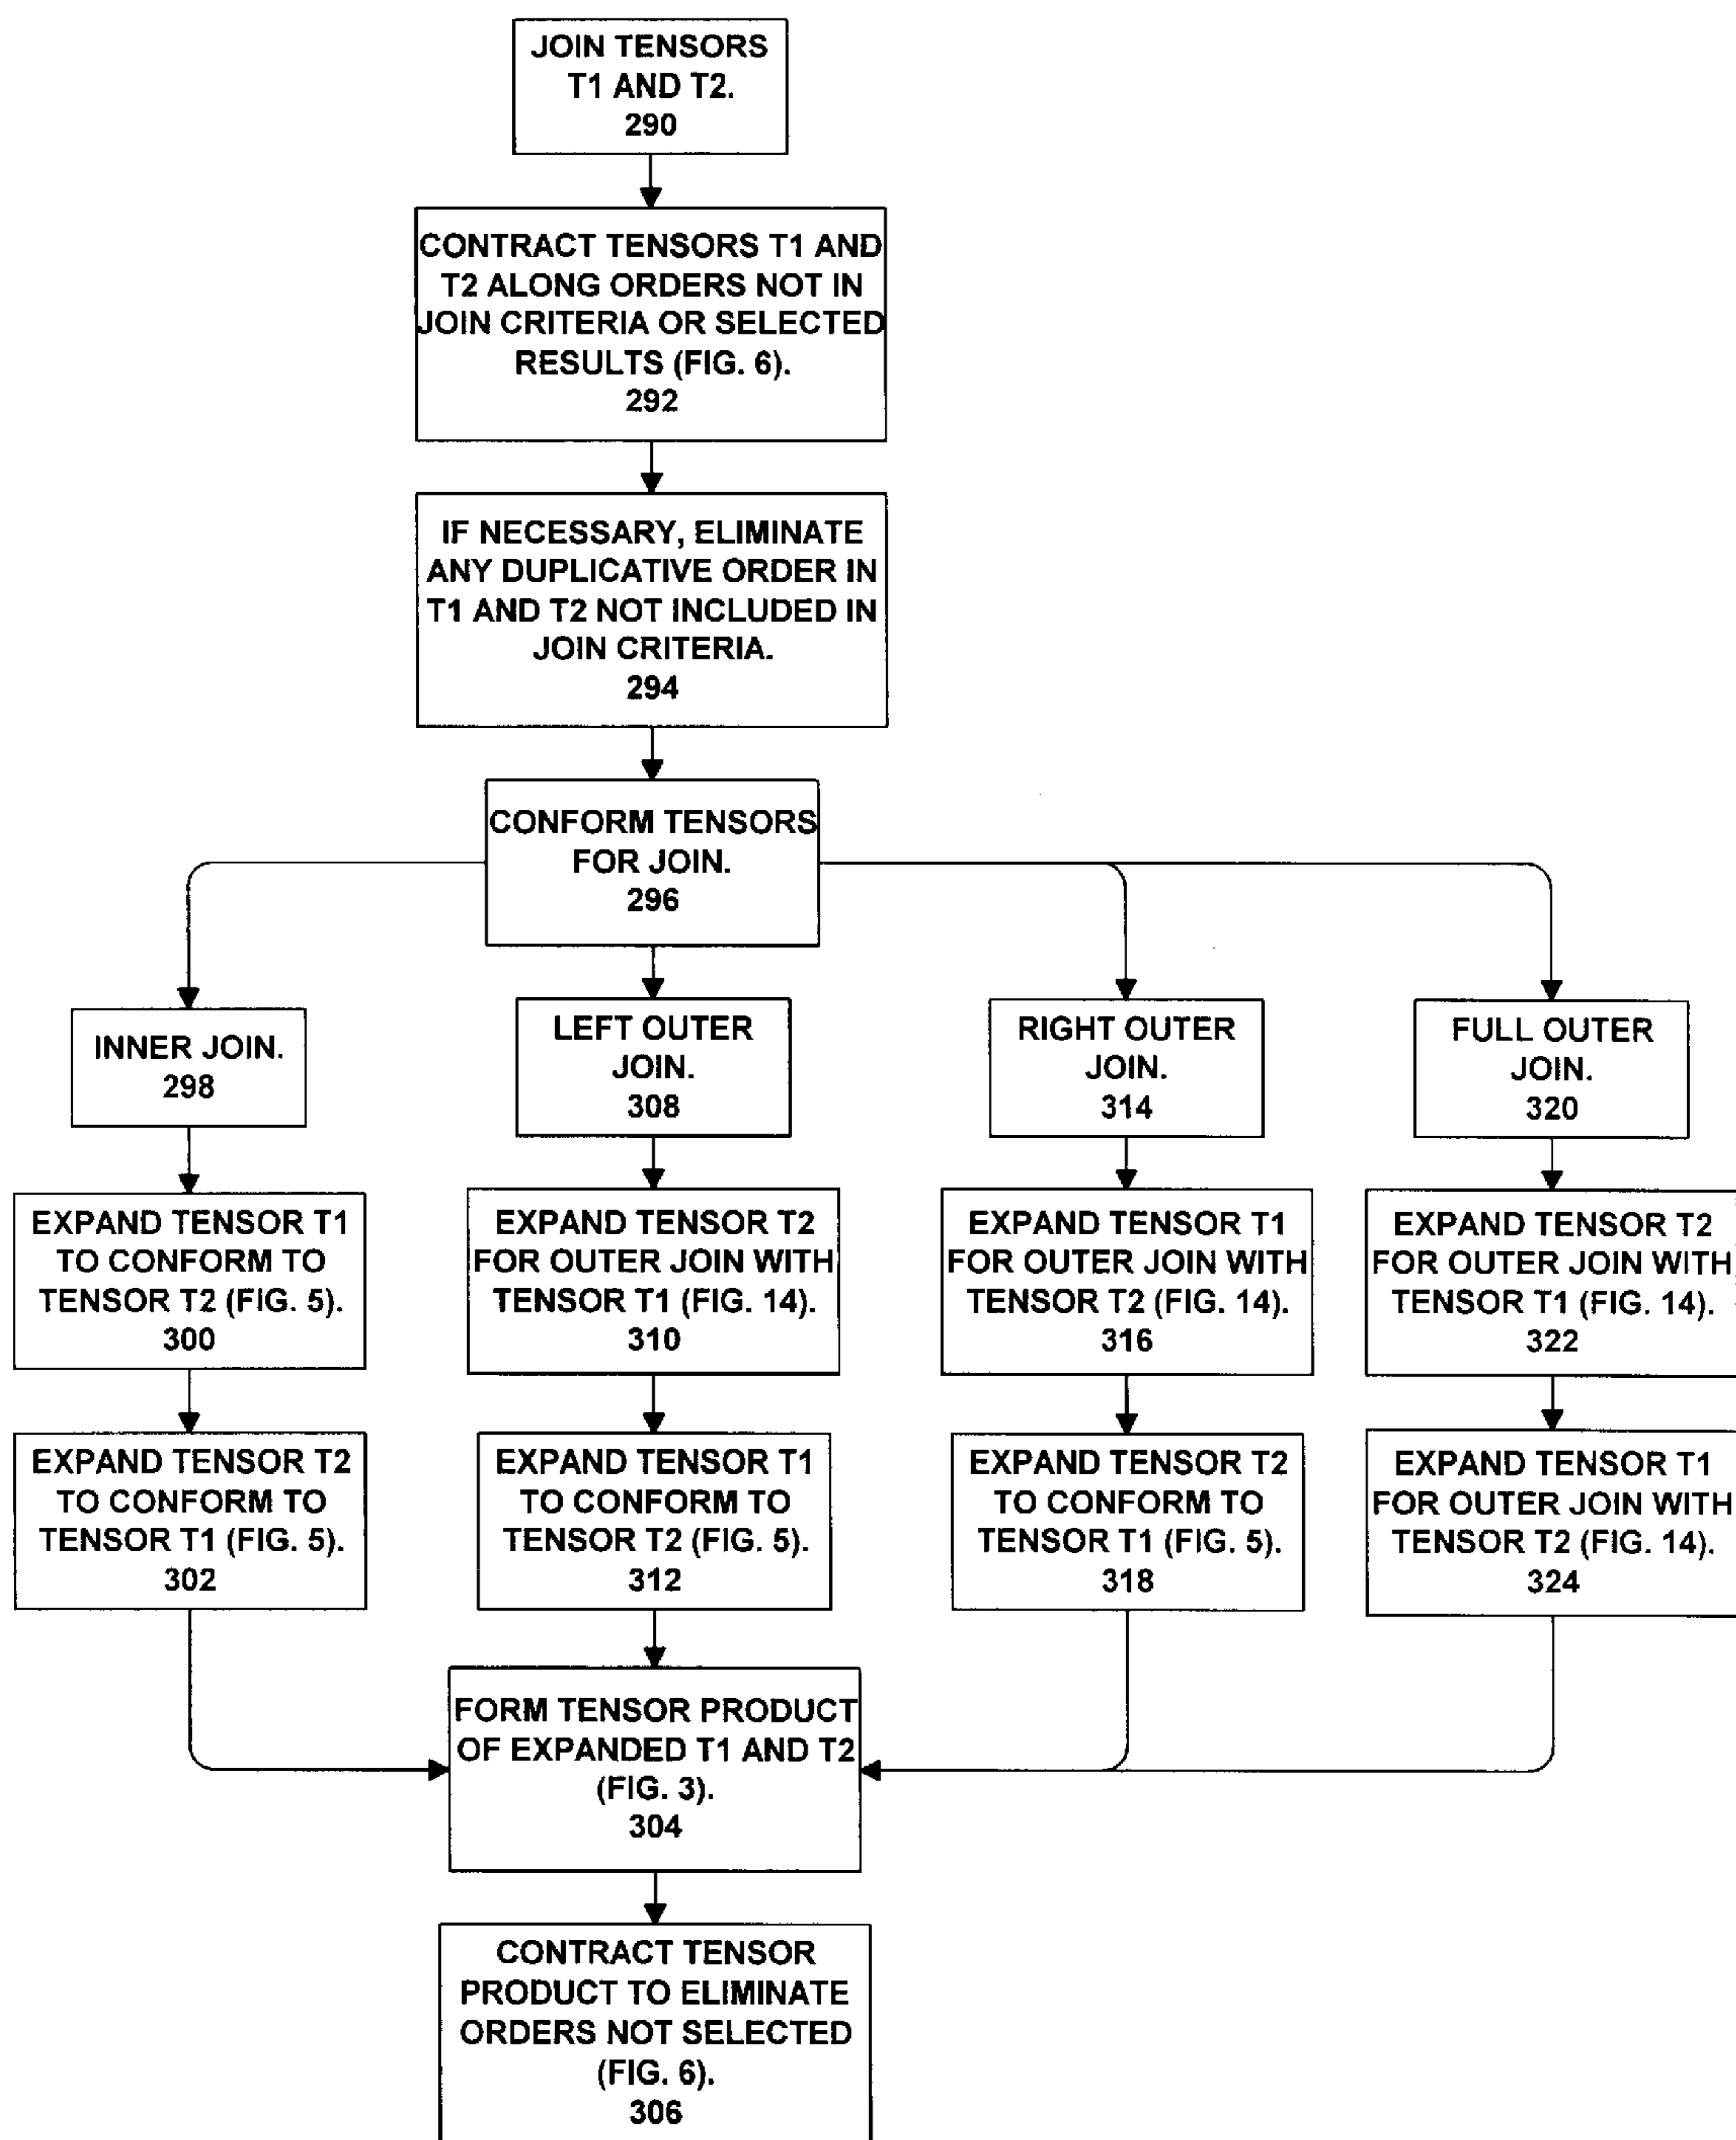 JOIN TENSORS
T1 AND T2.
290
CONTRACT TENSORS T1 AND
T2 ALONG ORDERS NOT IN
JOIN CRITERIA OR SELECTED
RESULTS (FIG. 6).
292
IF NECESSARY, ELIMINATE
ANY DUPLICATIVE ORDER IN
T1 AND T2 NOT INCLUDED IN
JOIN CRITERIA.
294
CONFORM TENSORS
FOR JOIN.
296
INNER JOIN.
298
LEFT OUTER
JOIN.
308
RIGHT OUTER
JOIN.
314
FULL OUTER
JOIN.
320
EXPAND TENSOR T1
TO CONFORM TO
TENSOR T2 (FIG. 5).
300
EXPAND TENSOR T2
FOR OUTER JOIN WITH
TENSOR T1 (FIG. 14).
310
EXPAND TENSOR T1
FOR OUTER JOIN WITH
TENSOR T2 (FIG. 14).
316
EXPAND TENSOR T2
FOR OUTER JOIN WITH
TENSOR T1 (FIG. 14).
322
EXPAND TENSOR T2
TO CONFORM TO
TENSOR T1 (FIG. 5).
302
EXPAND TENSOR T1
TO CONFORM TO
TENSOR T2 (FIG. 5).
312
EXPAND TENSOR T2
TO CONFORM TO
TENSOR T1 (FIG. 5).
318
EXPAND TENSOR T1
FOR OUTER JOIN WITH
TENSOR T2 (FIG. 14).
324
FORM TENSOR PRODUCT
OF EXPANDED T1 AND T2
(FIG. 3).
304
CONTRACT TENSOR
PRODUCT TO ELIMINATE
ORDERS NOT SELECTED
(FIG. 6).
306